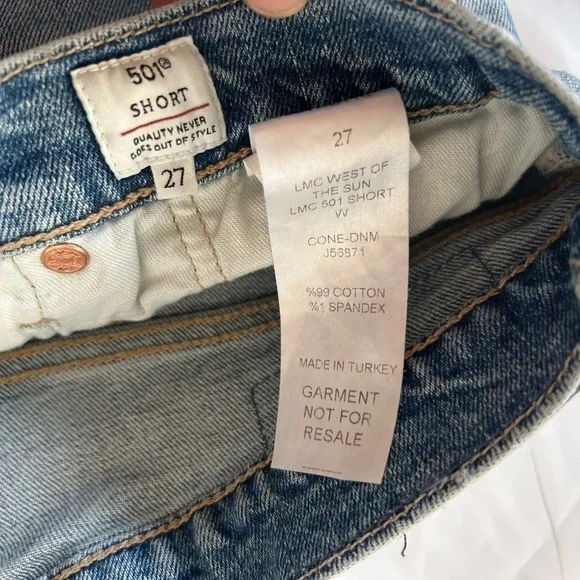 501®
SHORT
QUALITY NEVER
GOES OUT OF STYLE
27
27
LMC WEST OF
THE SUN
LMC 501 SHORT
W
CONE-DNM
J56871
%99 COTTON
%1 SPANDEX
MADE IN TURKEY
GARMENT
NOT FOR
RESALE